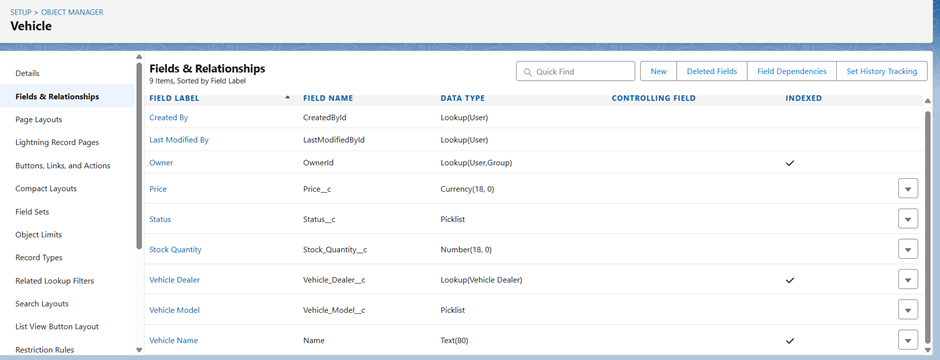 SETUP > OBJECT MANAGER
Vehicle
Details
Fields & Relationships
Page Layouts
Lightning Record Pages
Buttons, Links, and Actions
Compact Layouts
Field Sets
Object Limits
Record Types
Related Lookup Filters
Search Layouts
List View Button Layout
Restriction Rules
Fields & Relationships
9 Items, Sorted by Field Label
Quick Find
New
Deleted Fields
Field Dependencies
Set History Tracking
FIELD LABEL FIELD NAME DATA TYPE CONTROLLING FIELD INDEXED
Created By CreatedById Lookup(User)
Last Modified By LastModifiedById Lookup(User)
Owner OwnerId Lookup(User,Group)
Price Price__c Currency(18, 0)
Status Status__c Picklist
Stock Quantity Stock_Quantity__c Number(18, 0)
Vehicle Dealer Vehicle_Dealer__c Lookup(Vehicle Dealer)
Vehicle Model Vehicle_Model__c Picklist
Vehicle Name Name Text(80)